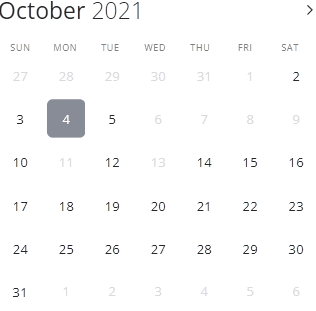 October 2021 >
SUN MON TUE WED THU FRI SAT
27 28 29 30 31 1 2
3 4 5 6 7 8 9
10 11 12 13 14 15 16
17 18 19 20 21 22 23
24 25 26 27 28 29 30
31 1 2 3 4 5 6